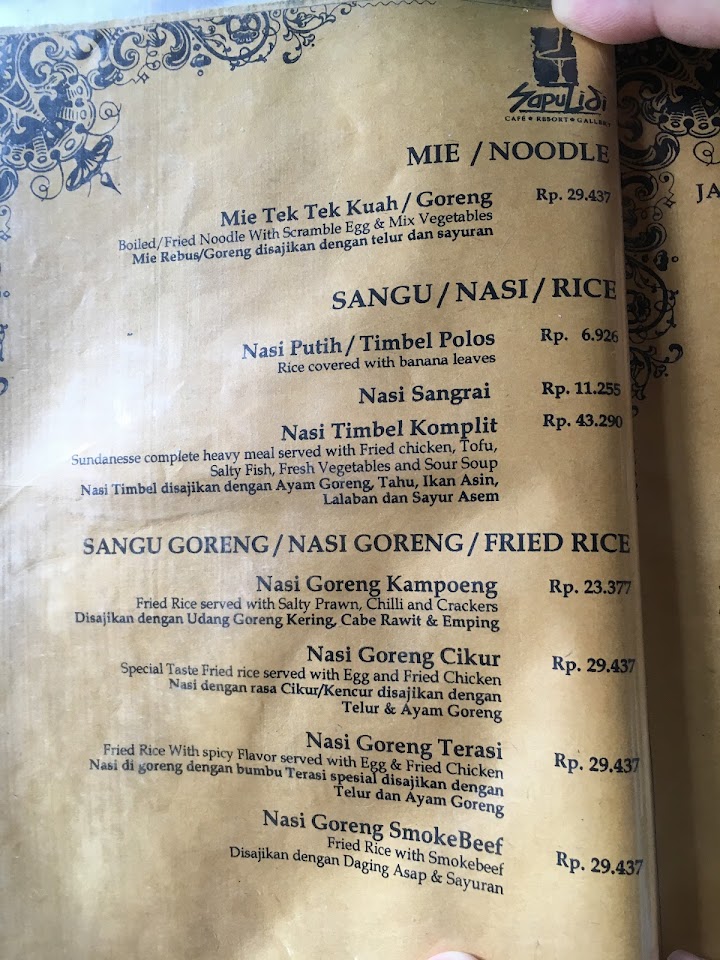 SapuLidi
CAFÉ * RESORT * GALLERY
MIE / NOODLE
Mie Tek Tek Kuah / Goreng Rp. 29.437
Boiled/Fried Noodle With Scramble Egg & Mix Vegetables
Mie Rebus/Goreng disajikan dengan telur dan sayuran
SANGU / NASI / RICE
Nasi Putih / Timbel Polos Rp. 6.926
Rice covered with banana leaves
Nasi Sangrai Rp. 11.255
Nasi Timbel Komplit Rp. 43.290
Sundanesse complete heavy meal served with Fried chicken, Tofu,
Salty Fish, Fresh Vegetables and Sour Soup
Nasi Timbel disajikan dengan Ayam Goreng, Tahu, Ikan Asin,
Lalaban dan Sayur Asem
SANGU GORENG / NASI GORENG / FRIED RICE
Nasi Goreng Kampoeng Rp. 23.377
Fried Rice served with Salty Prawn, Chilli and Crackers
Disajikan dengan Udang Goreng Kering, Cabe Rawit & Emping
Nasi Goreng Cikur Rp. 29.437
Special Taste Fried rice served with Egg and Fried Chicken
Nasi dengan rasa Cikur/Kencur disajikan dengan
Telur & Ayam Goreng
Nasi Goreng Terasi Rp. 29.437
Fried Rice With spicy Flavor served with Egg & Fried Chicken
Nasi di goreng dengan bumbu Terasi spesial disajikan dengan
Telur dan Ayam Goreng
Nasi Goreng SmokeBeef Rp. 29.437
Fried Rice with Smokebeef
Disajikan dengan Daging Asap & Sayuran
JA